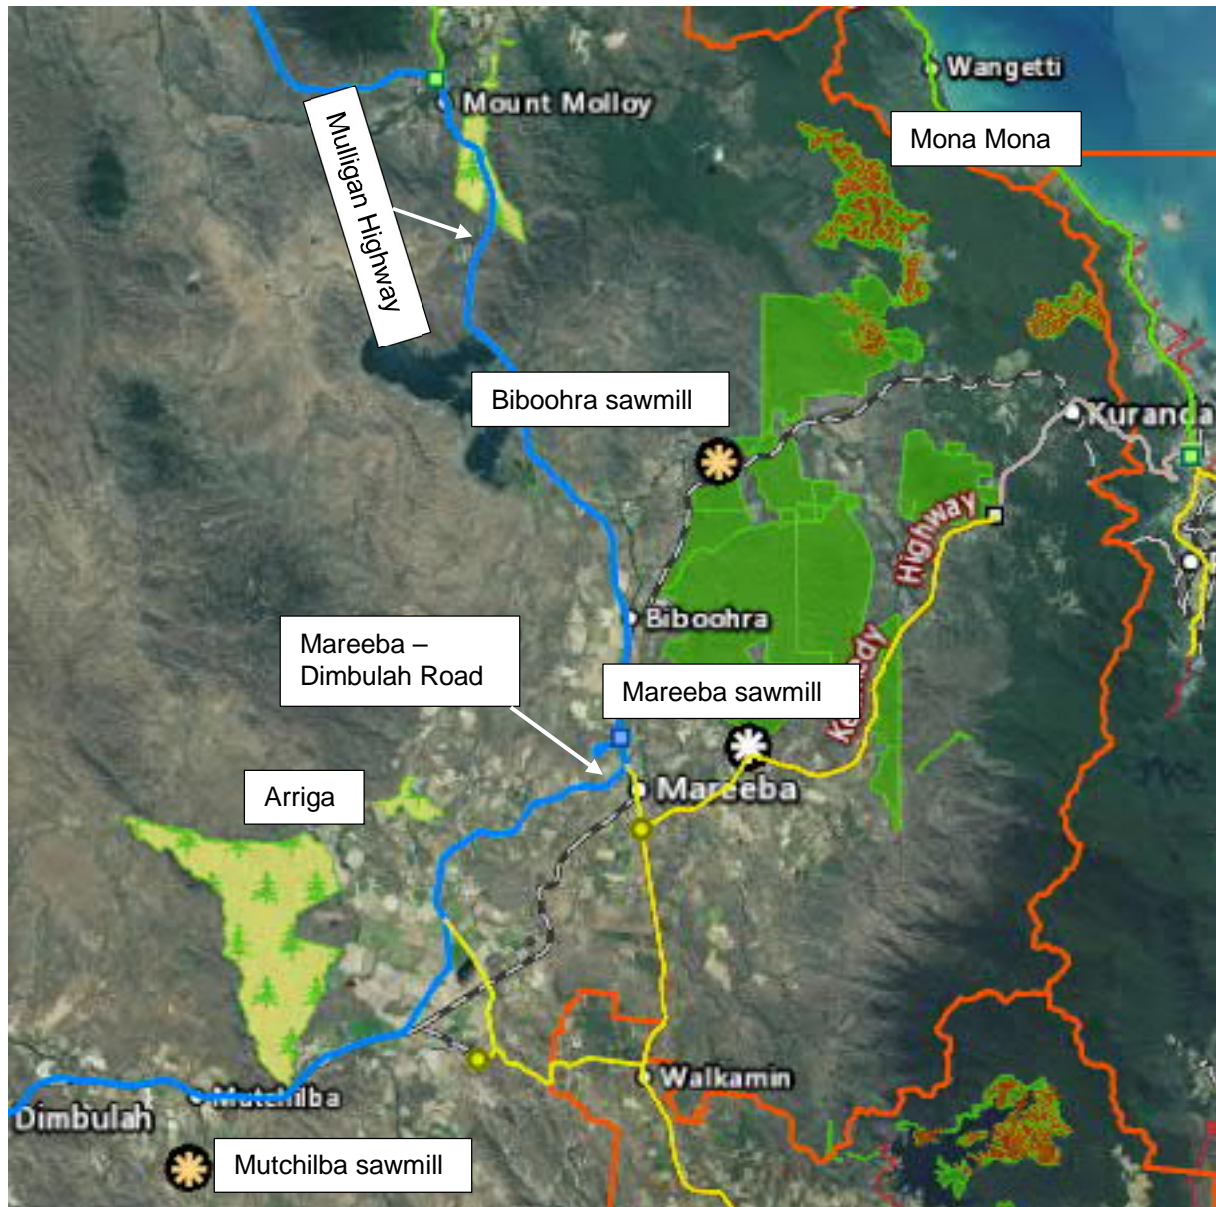 Wangetti
Mount Molloy
Mona Mona
Mulligan Highway
Biboohra sawmill
Kuranda
Highway
Biboohra
Mareeba –
Dimbulah Road
Mareeba sawmill
Mareeba
Arriga
Walkamin
Mutchilba
Dimbulah
Mutchilba sawmill